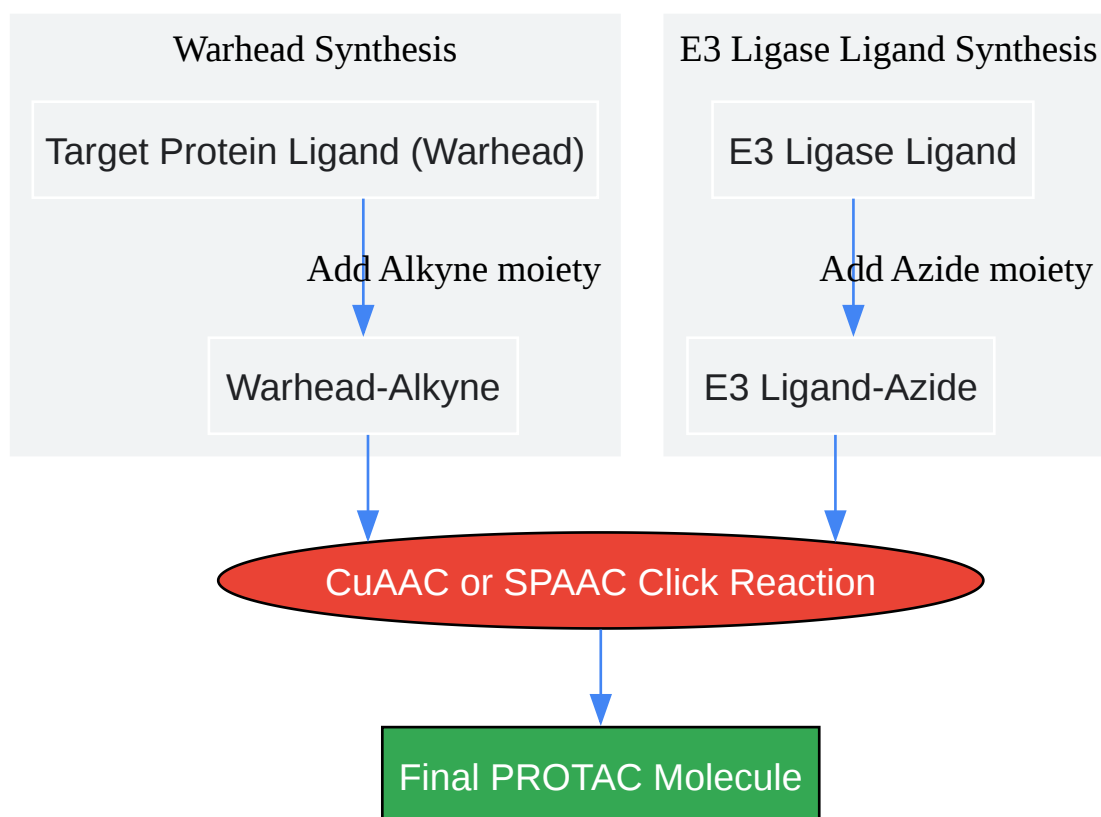 Warhead Synthesis
E3 Ligase Ligand Synthesis
Target Protein Ligand (Warhead)
E3 Ligase Ligand
Add Alkyne moiety
Add Azide moiety
Warhead-Alkyne
E3 Ligand-Azide
CuAAC or SPAAC Click Reaction
Final PROTAC Molecule